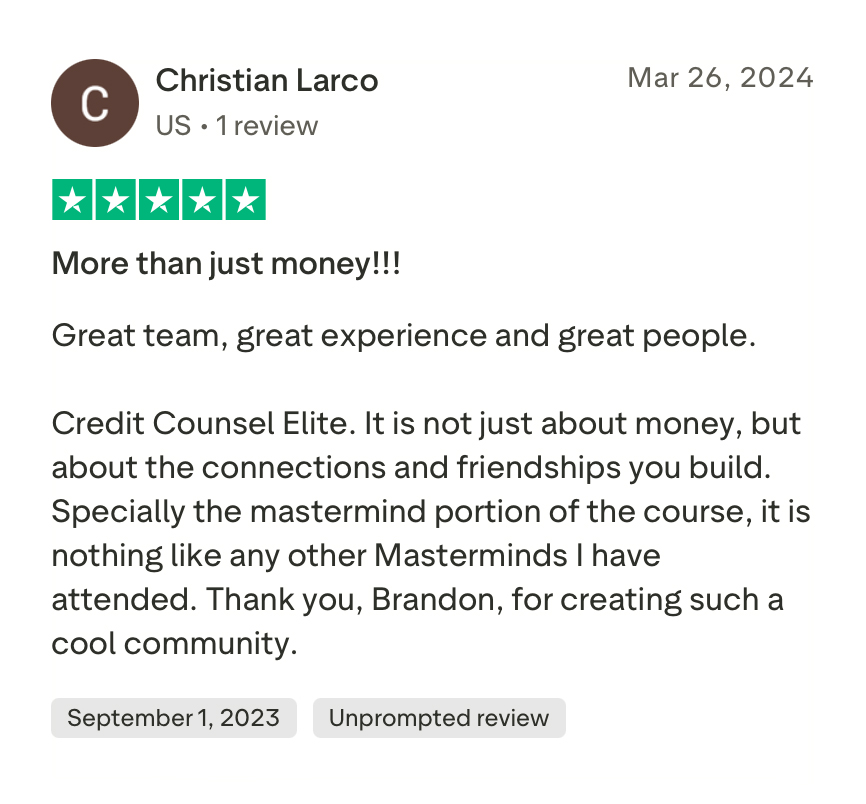 C
Christian Larco
Mar 26, 2024
US • 1 review
More than just money!!!
Great team, great experience and great people.
Credit Counsel Elite. It is not just about money, but
about the connections and friendships you build.
Specially the mastermind portion of the course, it is
nothing like any other Masterminds I have
attended. Thank you, Brandon, for creating such a
cool community.
September 1, 2023
Unprompted review